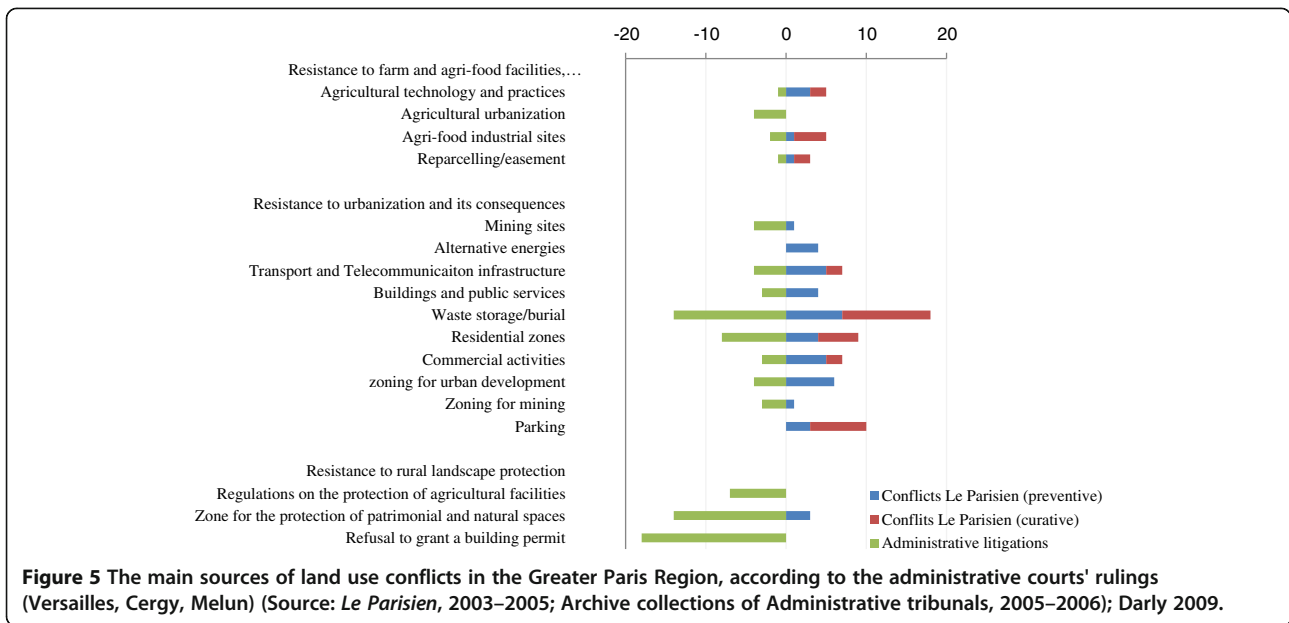 -20 -10 0 10 20
Resistance to farm and agri-food facilities,…
Agricultural technology and practices
Agricultural urbanization
Agri-food industrial sites
Reparcelling/easement
Resistance to urbanization and its consequences
Mining sites
Alternative energies
Transport and Telecommunicaiton infrastructure
Buildings and public services
Waste storage/burial
Residential zones
Commercial activities
zoning for urban development
Zoning for mining
Parking
Resistance to rural landscape protection
Regulations on the protection of agricultural facilities
Zone for the protection of patrimonial and natural spaces
Refusal to grant a building permit
Conflicts Le Parisien (preventive)
Conflits Le Parisien (curative)
Administrative litigations
Figure 5 The main sources of land use conflicts in the Greater Paris Region, according to the administrative courts' rulings
(Versailles, Cergy, Melun) (Source: Le Parisien, 2003–2005; Archive collections of Administrative tribunals, 2005–2006); Darly 2009.